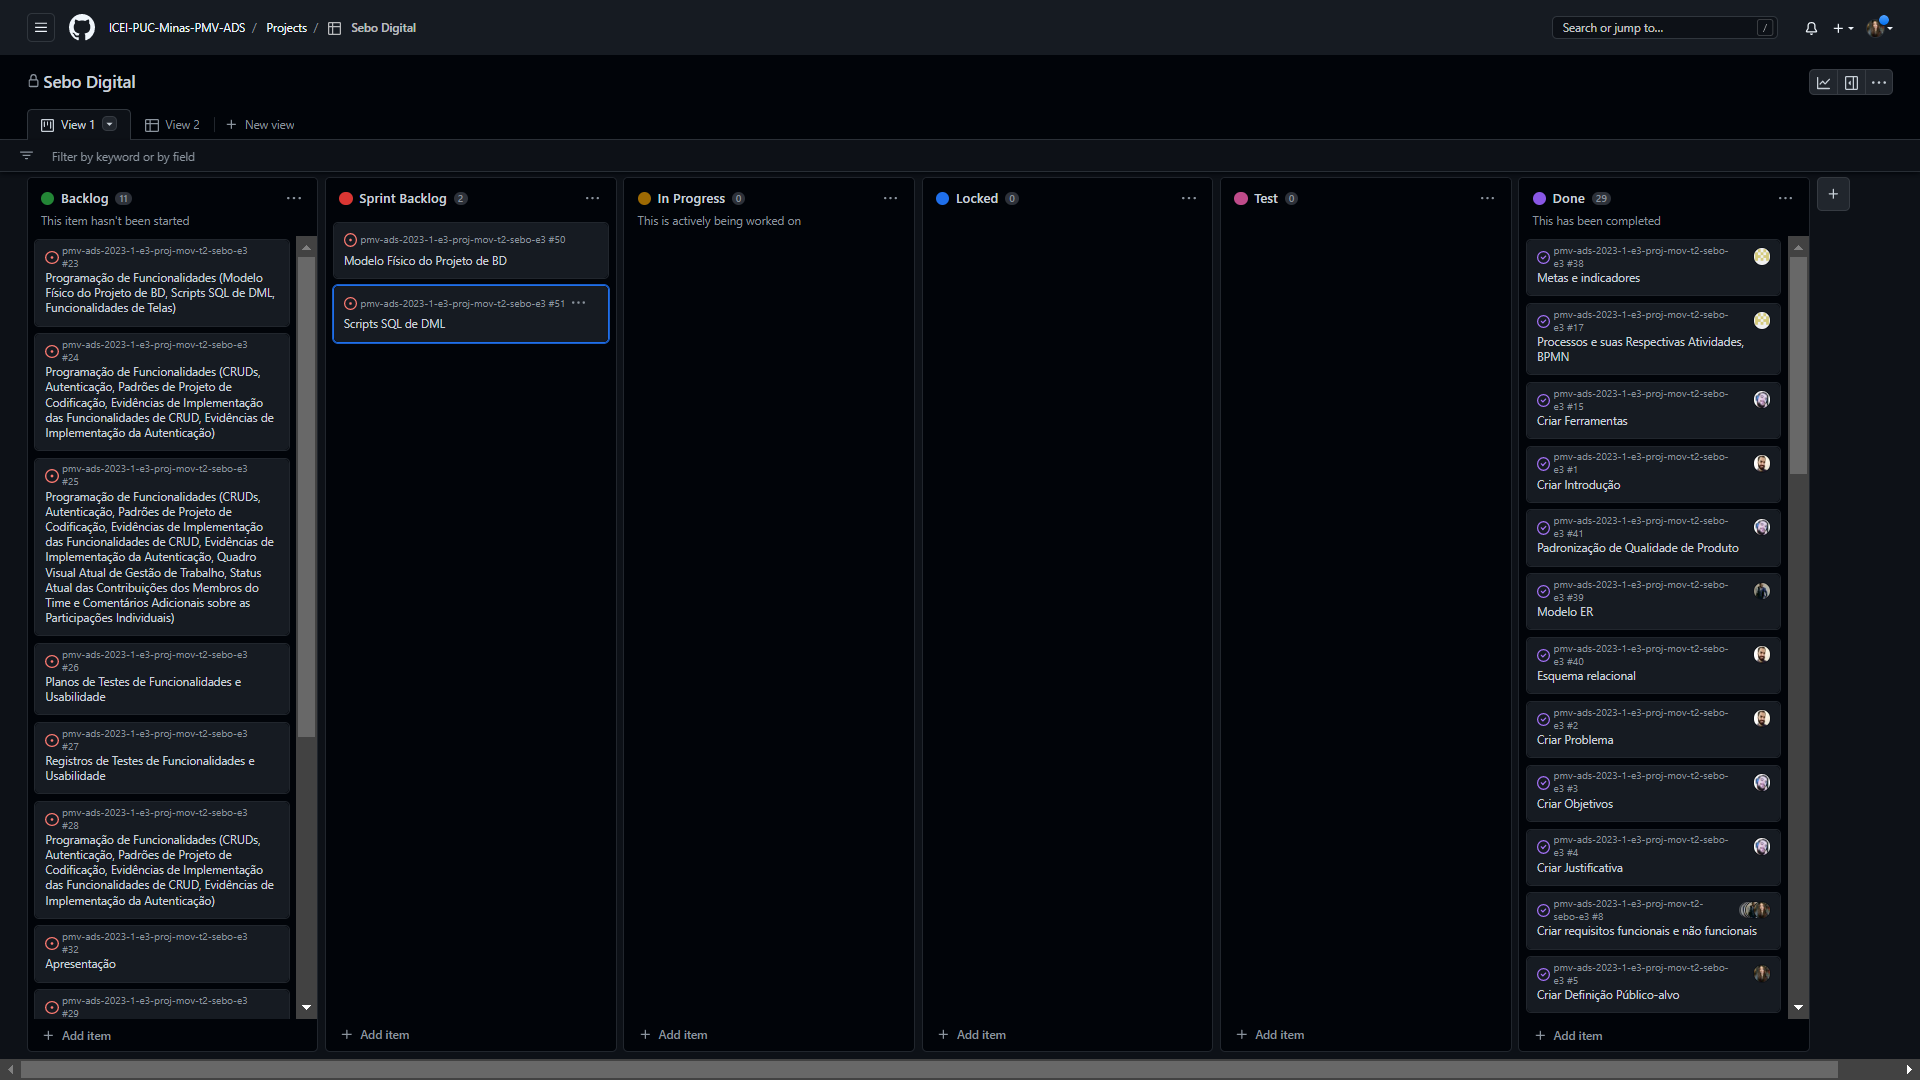 ICEI-PUC-Minas-PMV-ADS / Projects / Sebo Digital
Search or jump to... /
Sebo Digital
View 1
View 2
New view
Filter by keyword or by field
Backlog 11
This item hasn't been started
pmv-ads-2023-1-e3-proj-mov-t2-sebo-e3
#23
Programação de Funcionalidades (Modelo
Físico do Projeto de BD, Scripts SQL de DML,
Funcionalidades de Telas)
pmv-ads-2023-1-e3-proj-mov-t2-sebo-e3
#24
Programação de Funcionalidades (CRUDs,
Autenticação, Padrões de Projeto de
Codificação, Evidências de Implementação
das Funcionalidades de CRUD, Evidências de
Implementação da Autenticação)
pmv-ads-2023-1-e3-proj-mov-t2-sebo-e3
#25
Programação de Funcionalidades (CRUDs,
Autenticação, Padrões de Projeto de
Codificação, Evidências de Implementação
das Funcionalidades de CRUD, Evidências de
Implementação da Autenticação, Quadro
Visual Atual de Gestão de Trabalho, Status
Atual das Contribuições dos Membros do
Time e Comentários Adicionais sobre as
Participações Individuais)
pmv-ads-2023-1-e3-proj-mov-t2-sebo-e3
#26
Planos de Testes de Funcionalidades e
Usabilidade
pmv-ads-2023-1-e3-proj-mov-t2-sebo-e3
#27
Registros de Testes de Funcionalidades e
Usabilidade
pmv-ads-2023-1-e3-proj-mov-t2-sebo-e3
#28
Programação de Funcionalidades (CRUDs,
Autenticação, Padrões de Projeto de
Codificação, Evidências de Implementação
das Funcionalidades de CRUD, Evidências de
Implementação da Autenticação)
pmv-ads-2023-1-e3-proj-mov-t2-sebo-e3
#32
Apresentação
pmv-ads-2023-1-e3-proj-mov-t2-sebo-e3
#29
Add item
Sprint Backlog 2
pmv-ads-2023-1-e3-proj-mov-t2-sebo-e3 #50
Modelo Físico do Projeto de BD
pmv-ads-2023-1-e3-proj-mov-t2-sebo-e3 #51
Scripts SQL de DML
Add item
In Progress 0
This is actively being worked on
Add item
Locked 0
Add item
Test 0
Add item
Done 29
This has been completed
pmv-ads-2023-1-e3-proj-mov-t2-sebo-
e3 #38
Metas e indicadores
pmv-ads-2023-1-e3-proj-mov-t2-sebo-
e3 #17
Processos e suas Respectivas Atividades,
BPMN
pmv-ads-2023-1-e3-proj-mov-t2-sebo-
e3 #15
Criar Ferramentas
pmv-ads-2023-1-e3-proj-mov-t2-sebo-
e3 #1
Criar Introdução
pmv-ads-2023-1-e3-proj-mov-t2-sebo-
e3 #41
Padronização de Qualidade de Produto
pmv-ads-2023-1-e3-proj-mov-t2-sebo-
e3 #39
Modelo ER
pmv-ads-2023-1-e3-proj-mov-t2-sebo-
e3 #40
Esquema relacional
pmv-ads-2023-1-e3-proj-mov-t2-sebo-
e3 #2
Criar Problema
pmv-ads-2023-1-e3-proj-mov-t2-sebo-
e3 #3
Criar Objetivos
pmv-ads-2023-1-e3-proj-mov-t2-sebo-
e3 #4
Criar Justificativa
pmv-ads-2023-1-e3-proj-mov-t2-
sebo-e3 #8
Criar requisitos funcionais e não funcionais
pmv-ads-2023-1-e3-proj-mov-t2-sebo-
e3 #5
Criar Definição Público-alvo
Add item